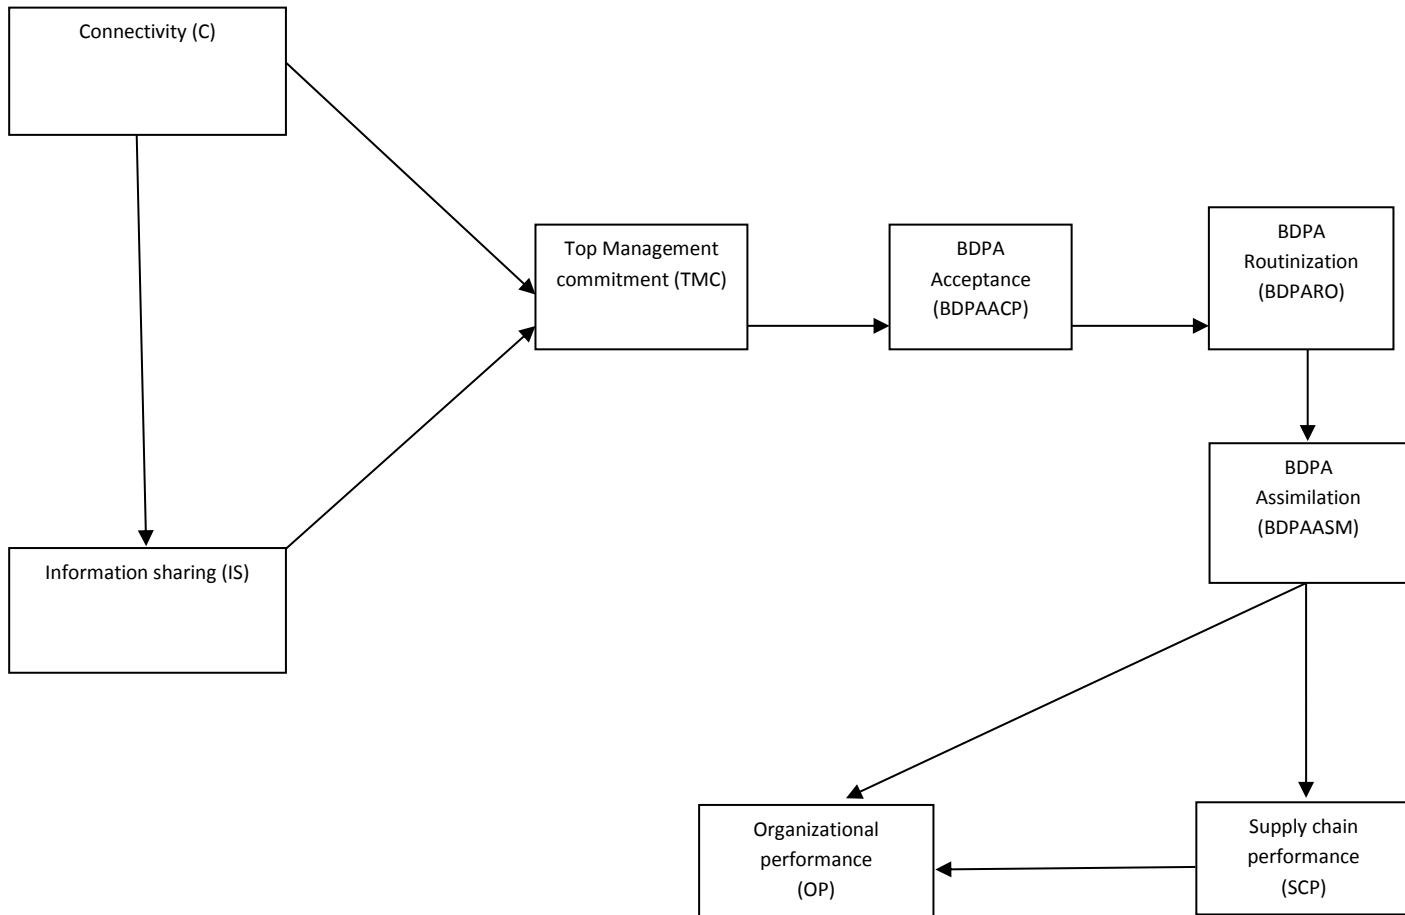 Connectivity (C)
Top Management
commitment (TMC)
BDPA
Acceptance
(BDPAACP)
BDPA
Routinization
(BDPARO)
BDPA
Assimilation
(BDPAASM)
Information sharing (IS)
Organizational
performance
(OP)
Supply chain
performance
(SCP)